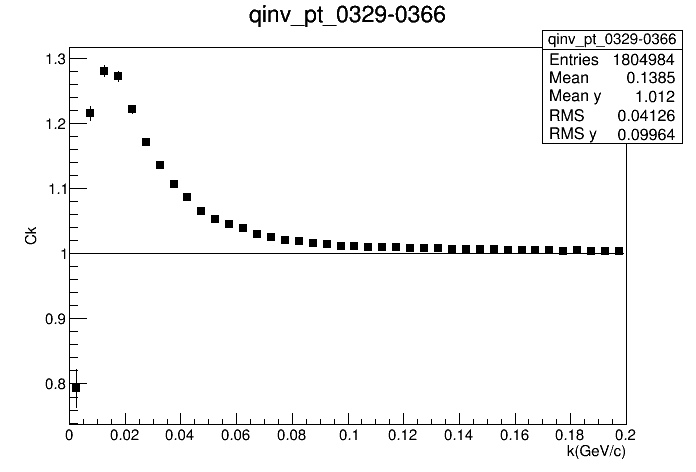 qinv_pt_0329-0366
qinv_pt_0329-0366
Entries 1804984
Mean 0.1385
Mean y 1.012
RMS 0.04126
RMS y 0.09964
1.3
1.2
1.1
Ck
1
0.9
0.8
0 0.02 0.04 0.06 0.08 0.1 0.12 0.14 0.16 0.18 0.2
k(GeV/c)